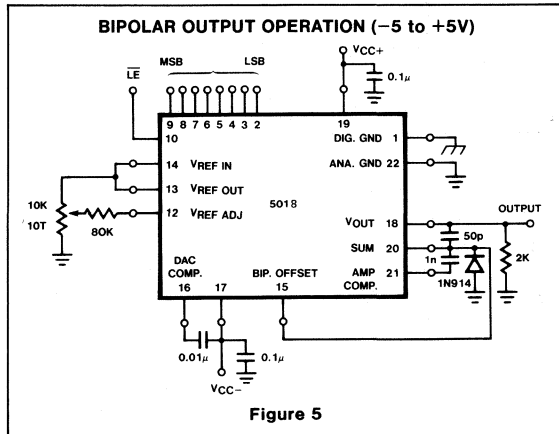 BIPOLAR OUTPUT OPERATION (−5 to +5V)
VCC+
MSB LSB
LE
0.1μ
9 8 7 6 5 4 3 2
19
10
DIG. GND 1
14 VREF IN
ANA. GND 22
13 VREF OUT
10K
10T
80K
12 VREF ADJ
5018
VOUT 18
OUTPUT
50p
SUM 20
2K
1n
DAC
COMP.
BIP. OFFSET
AMP 21
COMP.
1N914
16 17 15
0.01μ
0.1μ
VCC−
Figure 5